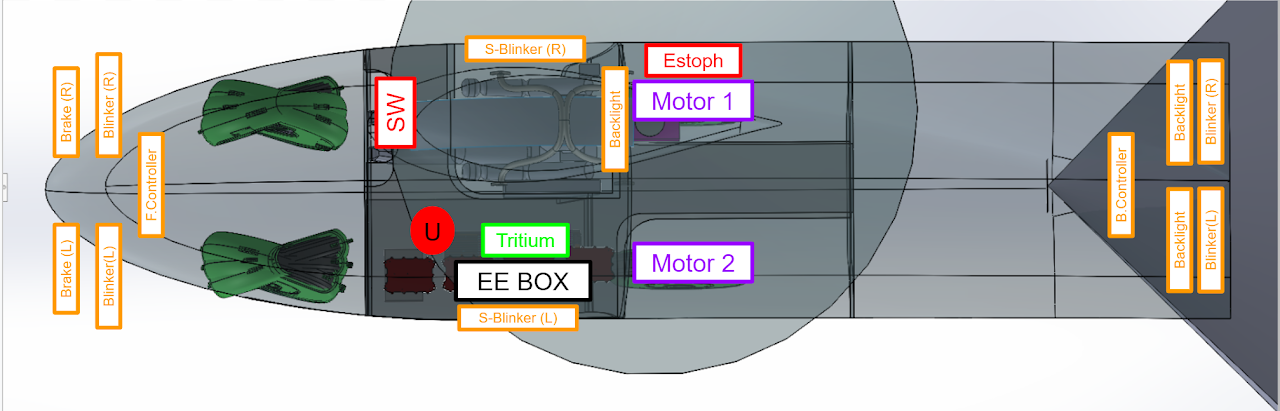 S-Blinker (R)
Estoph
Brake (R)
Blinker (R)
SW
Backlight
Motor 1
Backlight
Blinker (R)
F.Controller
B.Controller
Brake (L)
Blinker(L)
U
Tritium
Motor 2
EE BOX
Backlight
Blinker(L)
S-Blinker (L)